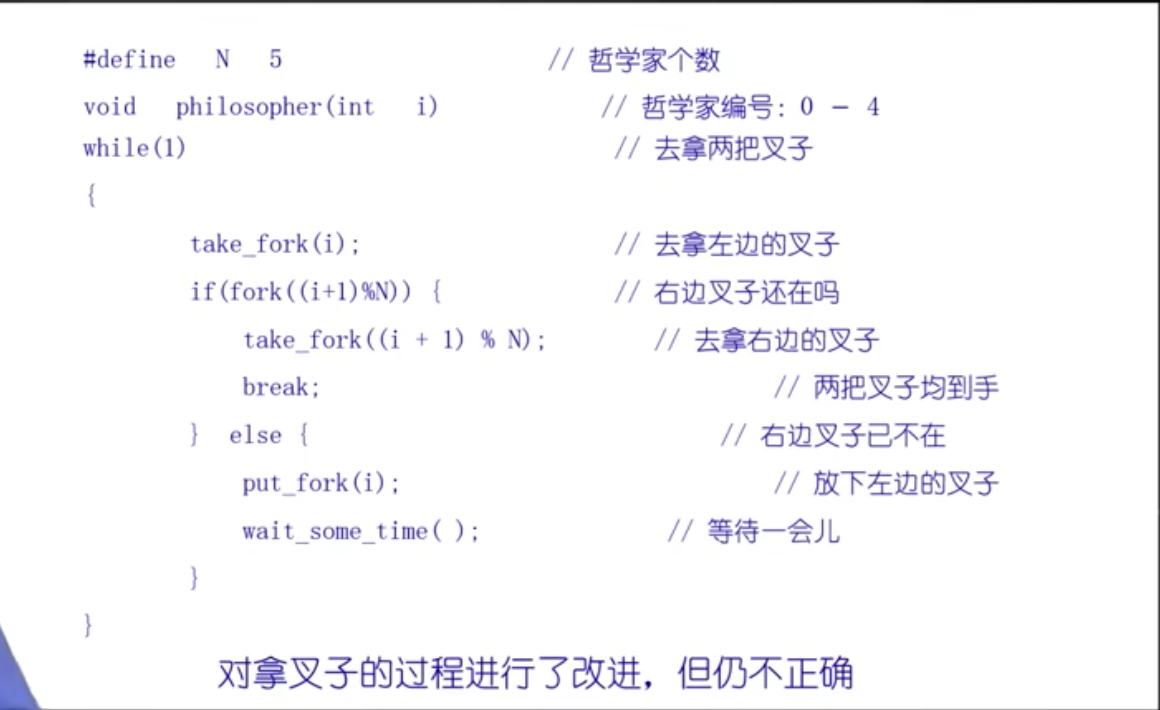 #define N 5 // 哲学家个数
void philosopher(int i) // 哲学家编号: 0 - 4
while(1) // 去拿两把叉子
{
take_fork(i); // 去拿左边的叉子
if(fork((i+1)%N)) { // 右边叉子还在吗
take_fork((i + 1) % N); // 去拿右边的叉子
break; // 两把叉子均到手
} else { // 右边叉子已不在
put_fork(i); // 放下左边的叉子
wait_some_time( ); // 等待一会儿
}
}
对拿叉子的过程进行了改进，但仍不正确